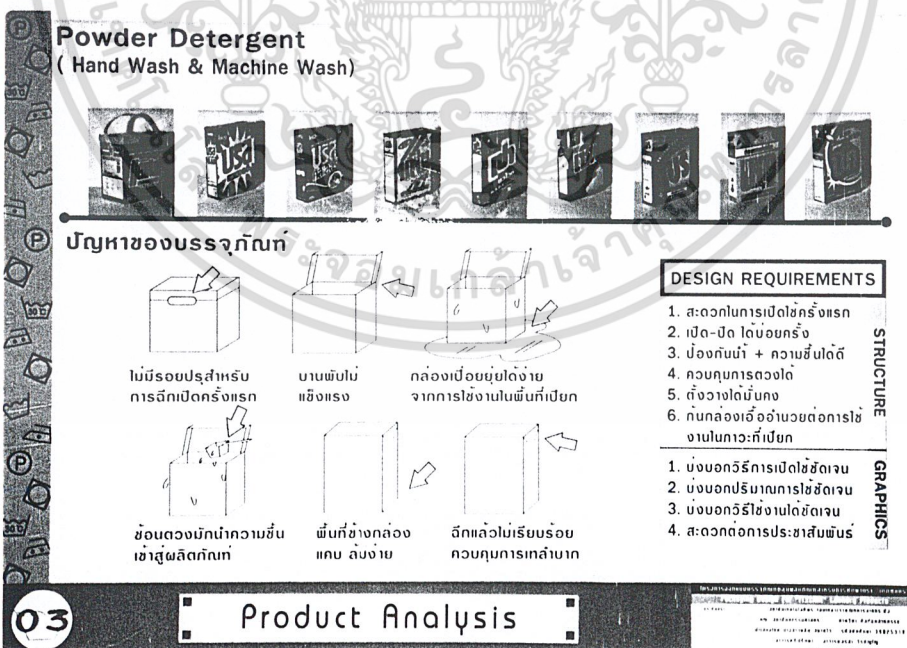 Powder Detergent
( Hand Wash & Machine Wash)
ปัญหาของบรรจุภัณฑ์
ไม่มีรอยปรุสำหรับ
การฉีกเปิดครั้งแรก
บานพับไม่
แข็งแรง
กล่องเปื่อยยุ่ยได้ง่าย
จากการใช้งานในพื้นที่เปียก
ช้อนตวงมักนำความชื้น
เข้าสู่ผลิตภัณฑ์
พื้นที่ข้างกล่อง
แคบ ล้มง่าย
ฉีกแล้วไม่เรียบร้อย
ควบคุมการเทลำบาก
DESIGN REQUIREMENTS
1. สะดวกในการเปิดใช้ครั้งแรก
2. เปิด-ปิด ได้บ่อยครั้ง
3. ป้องกันน้ำ + ความชื้นได้ดี
4. ควบคุมการตวงได้
5. ตั้งวางได้มั่นคง
6. ก้นกล่องเอื้ออำนวยต่อการใช้
งานในภาวะที่เปียก
STRUCTURE
1. บ่งบอกวิธีการเปิดใช้ชัดเจน
2. บ่งบอกปริมาณการใช้ชัดเจน
3. บ่งบอกวิธีใช้งานได้ชัดเจน
4. สะดวกต่อการประชาสัมพันธ์
GRAPHICS
03
Product Analysis